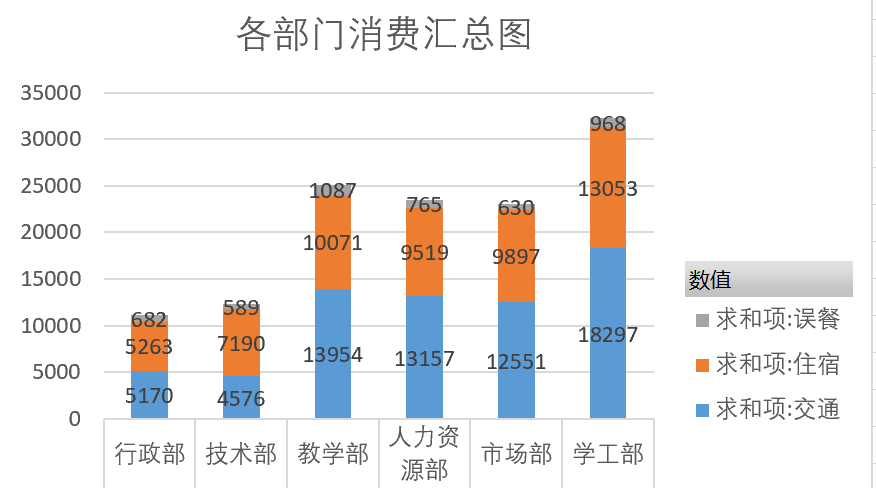 各部门消费汇总图
35000
30000
25000
20000
15000
10000
5000
0
682
5263
5170
589
7190
4576
1087
10071
13954
765
9519
13157
630
9897
12551
968
13053
18297
行政部
技术部
教学部
人力资
源部
市场部
学工部
数值
求和项:误餐
求和项:住宿
求和项:交通